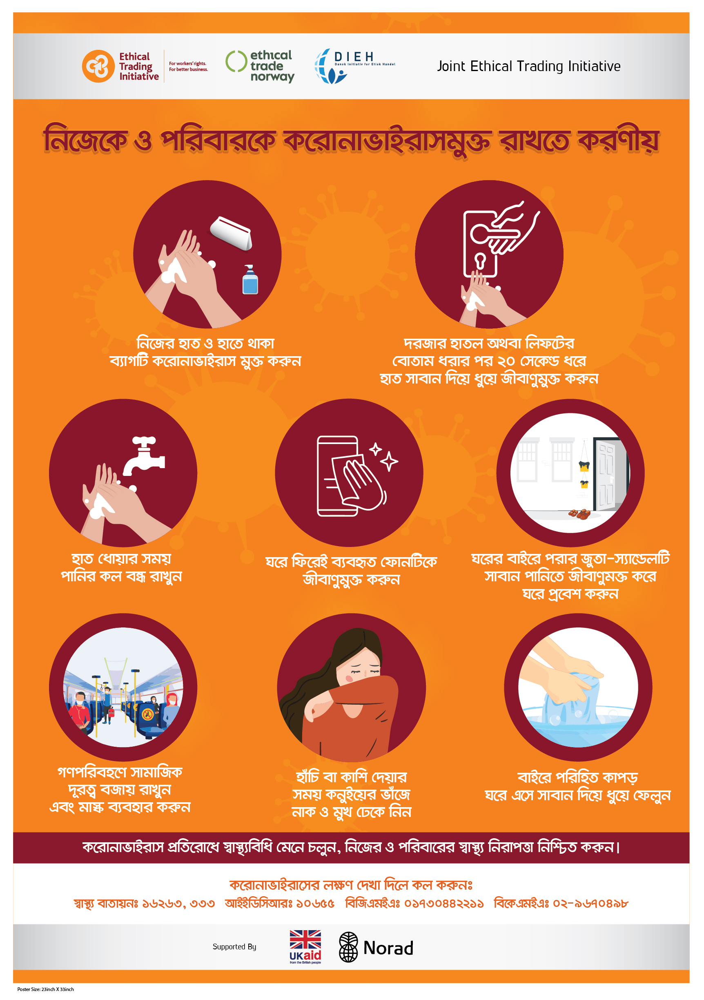 Ethical
Trading
Initiative
For workers' rights.
For better business.
ethical
trade
norway
DIEH
Dansk Initiativ for Etisk Handel
Joint Ethical Trading Initiative
নিজেকে ও পরিবারকে করোনাভাইরাসমুক্ত রাখতে করণীয়
নিজের হাত ও হাতে থাকা
ব্যাগটি করোনাভাইরাস মুক্ত করুন
দরজার হাতল অথবা লিফটের
বোতাম ধরার পর ২০ সেকেন্ড ধরে
হাত সাবান দিয়ে ধুয়ে জীবাণুমুক্ত করুন
হাত ধোয়ার সময়
পানির কল বন্ধ রাখুন
ঘরে ফিরেই ব্যবহৃত ফোনটিকে
জীবাণুমুক্ত করুন
ঘরের বাইরে পরার জুতা-স্যান্ডেলটি
সাবান পানিতে জীবাণুমক্ত করে
ঘরে প্রবেশ করুন
গণপরিবহণে সামাজিক
দূরত্ব বজায় রাখুন
এবং মাস্ক ব্যবহার করুন
হাঁচি বা কাশি দেয়ার
সময় কনুইয়ের ভাঁজে
নাক ও মুখ ঢেকে নিন
বাইরে পরিহিত কাপড়
ঘরে এসে সাবান দিয়ে ধুয়ে ফেলুন
করোনাভাইরাস প্রতিরোধে স্বাস্থ্যবিধি মেনে চলুন, নিজের ও পরিবারের স্বাস্থ্য নিরাপত্তা নিশ্চিত করুন।
করোনাভাইরাসের লক্ষণ দেখা দিলে কল করুনঃ
স্বাস্থ্য বাতায়নঃ ১৬২৬৩, ৩৩৩ আইইডিসিআরঃ ১০৬৫৫ বিজিএমইএঃ ০১৭৩০৪৪২২১১ বিকেএমইএঃ ০২-৯৬৭০৪৯৮
Supported By
UKaid
from the British people
Norad
Poster Size: 23inch X 33inch